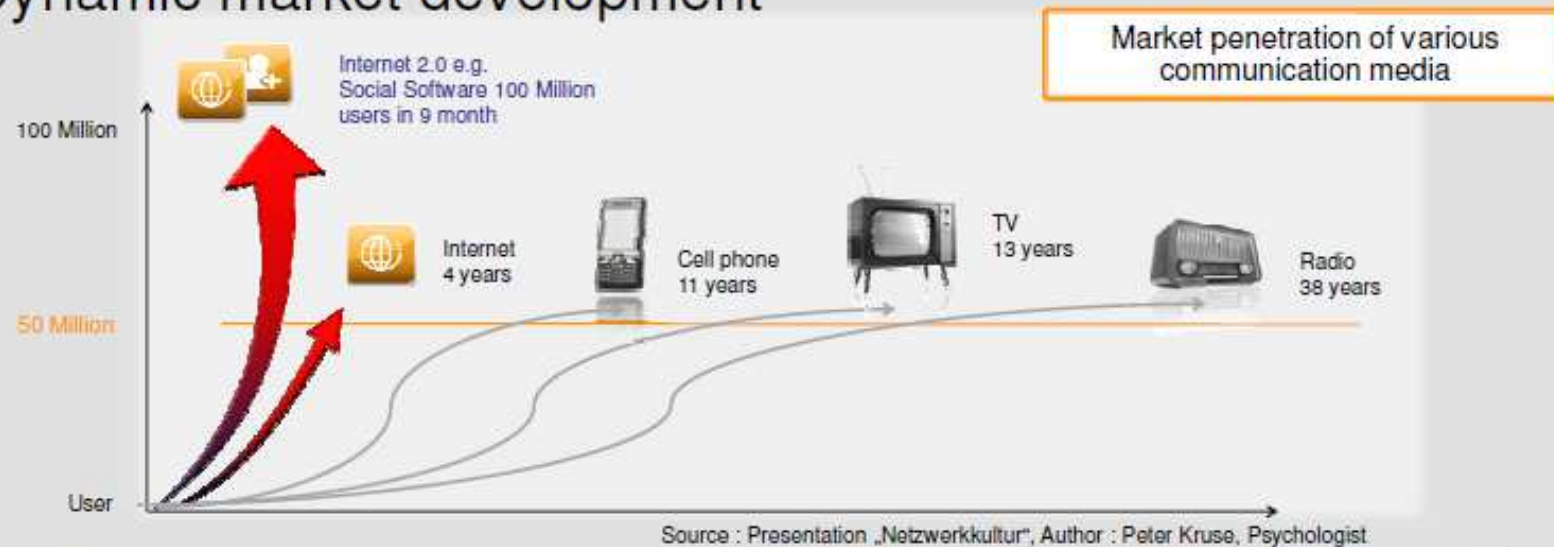 market development
Market penetration of various
communication media
Internet 2.0 e.g.
Social Software 100 Million
users in 9 month
100 Million
Internet
4 years
Cell phone
11 years
TV
13 years
Radio
38 years
50 Million
User
Source : Presentation „Netzwerkkultur“, Author : Peter Kruse, Psychologist